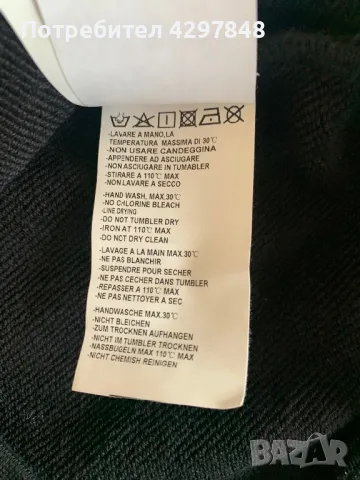 Потребител 4297848
-LAVARE A MANO,LA
TEMPERATURA MASSIMA DI 30℃
-NON USARE CANDEGGINA
-APPENDERE AD ASCIUGARE
-NON ASCIUGARE IN TUMBLER
-STIRARE A 110℃ MAX
-NON LAVARE A SECCO
-HAND WASH, MAX.30℃
-NO CHLORINE BLEACH
LINE DRYING
-DO NOT TUMBLER DRY
-IRON AT 110℃ MAX
-DO NOT DRY CLEAN
-LAVAGE A LA MAIN MAX.30℃
-NE PAS BLANCHIR
-SUSPENDRE POUR SECHER
-NE PAS CECHER DANS TUMBLER
-REPASSER A 110℃ MAX
-NE PAS NETTOYER A SEC
-HANDWASCHE MAX.30℃
-NICHT BLEICHEN
-ZUM TROCKNEN AUFHANGEN
-NICHT IM TUMBLER TROCKNEN
-NASSBUGELN MAX 110℃ MAX
-NICHT CHEMISH REINIGEN
BAZAR